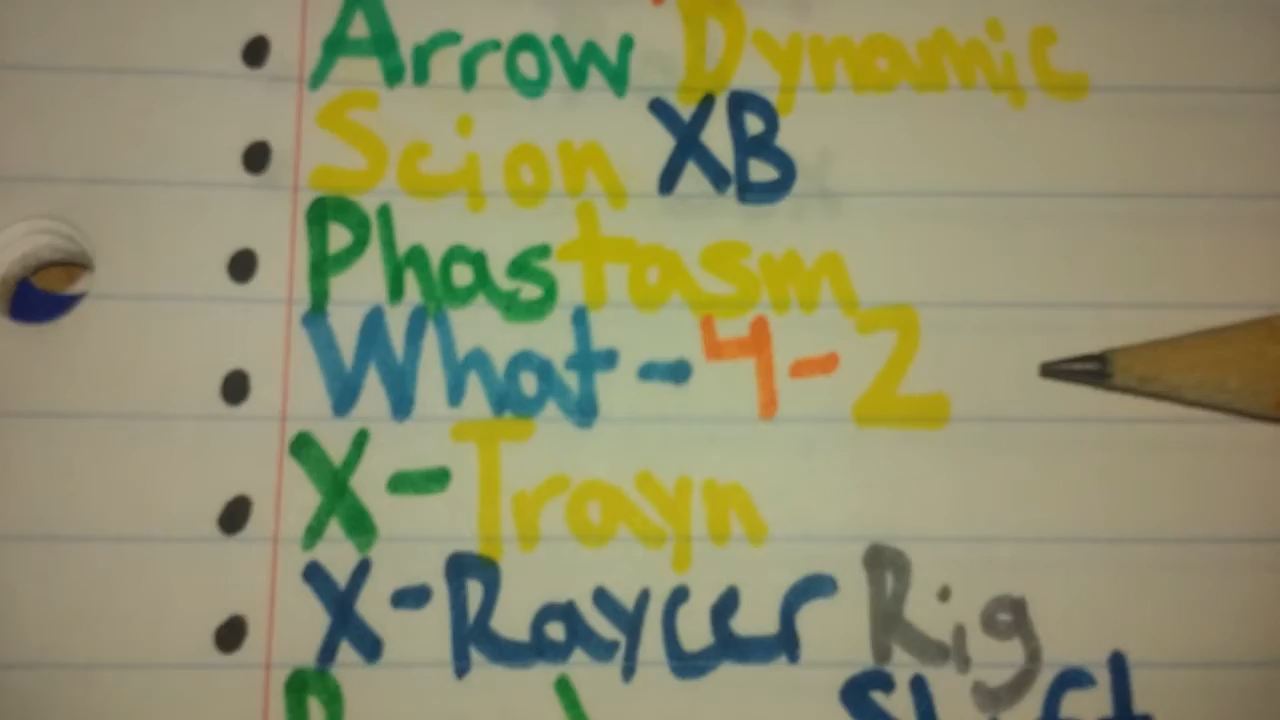 Arrow Dynamic
Scion XB
Phastasm
What-4-2
X-Trayn
X-Raycer Rig